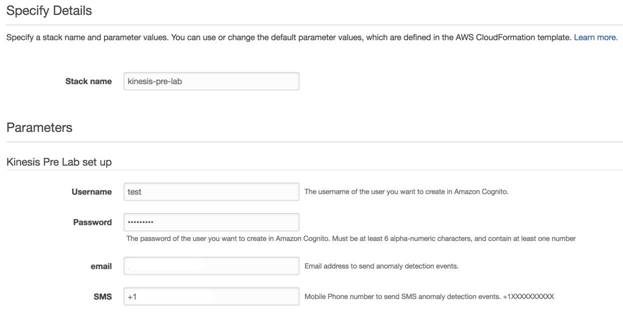 Specify Details
Specify a stack name and parameter values. You can use or change the default parameter values, which are defined in the AWS CloudFormation template. Learn more.
Stack name kinesis-pre-lab
Parameters
Kinesis Pre Lab set up
Username test The username of the user you want to create in Amazon Cognito.
Password ••••••••• The password of the user you want to create in Amazon Cognito. Must be at least 6 alpha-numeric characters, and contain at least one number
email Email address to send anomaly detection events.
SMS +1 Mobile Phone number to send SMS anomaly detection events. +1XXXXXXXXXX